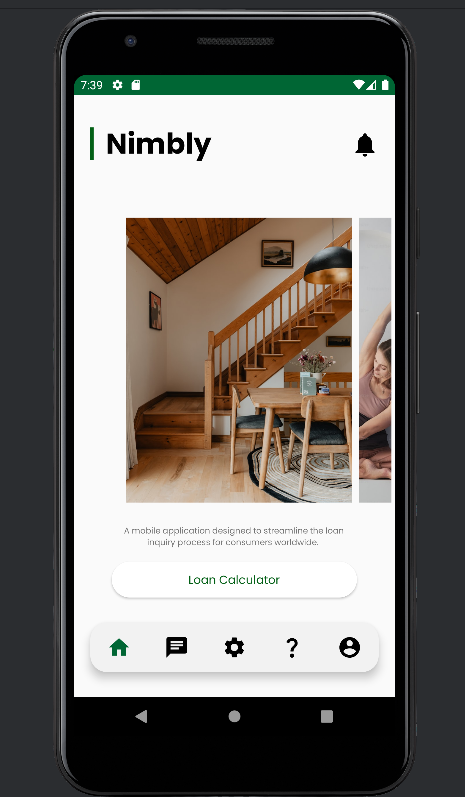 7:39
Nimbly
A mobile application designed to streamline the loan
inquiry process for consumers worldwide.
Loan Calculator